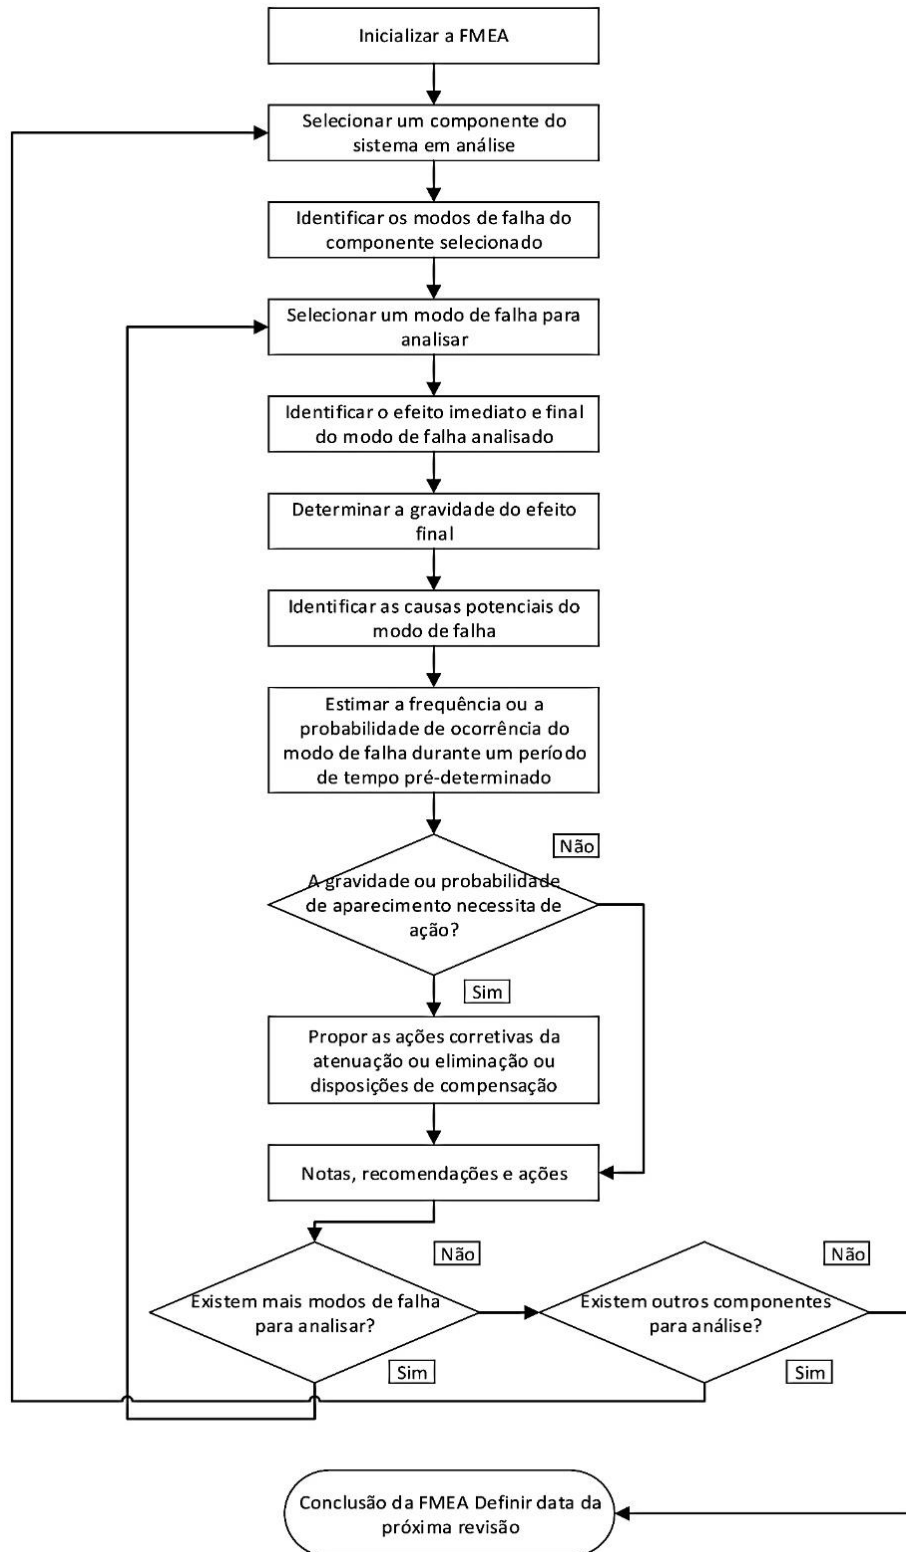 Inicializar a FMEA
Selecionar um componente do
sistema em análise
Identificar os modos de falha do
componente selecionado
Selecionar um modo de falha para
analisar
Identificar o efeito imediato e final
do modo de falha analisado
Determinar a gravidade do efeito
final
Identificar as causas potenciais do
modo de falha
Estimar a frequência ou a
probabilidade de ocorrência do
modo de falha durante um período
de tempo pré-determinado
Não
A gravidade ou probabilidade
de aparecimento necessita de
ação?
Sim
Propor as ações corretivas da
atenuação ou eliminação ou
disposições de compensação
Notas, recomendações e ações
Não
Existem mais modos de falha
para analisar?
Sim
Não
Existem outros componentes
para análise?
Sim
Conclusão da FMEA Definir data da
próxima revisão